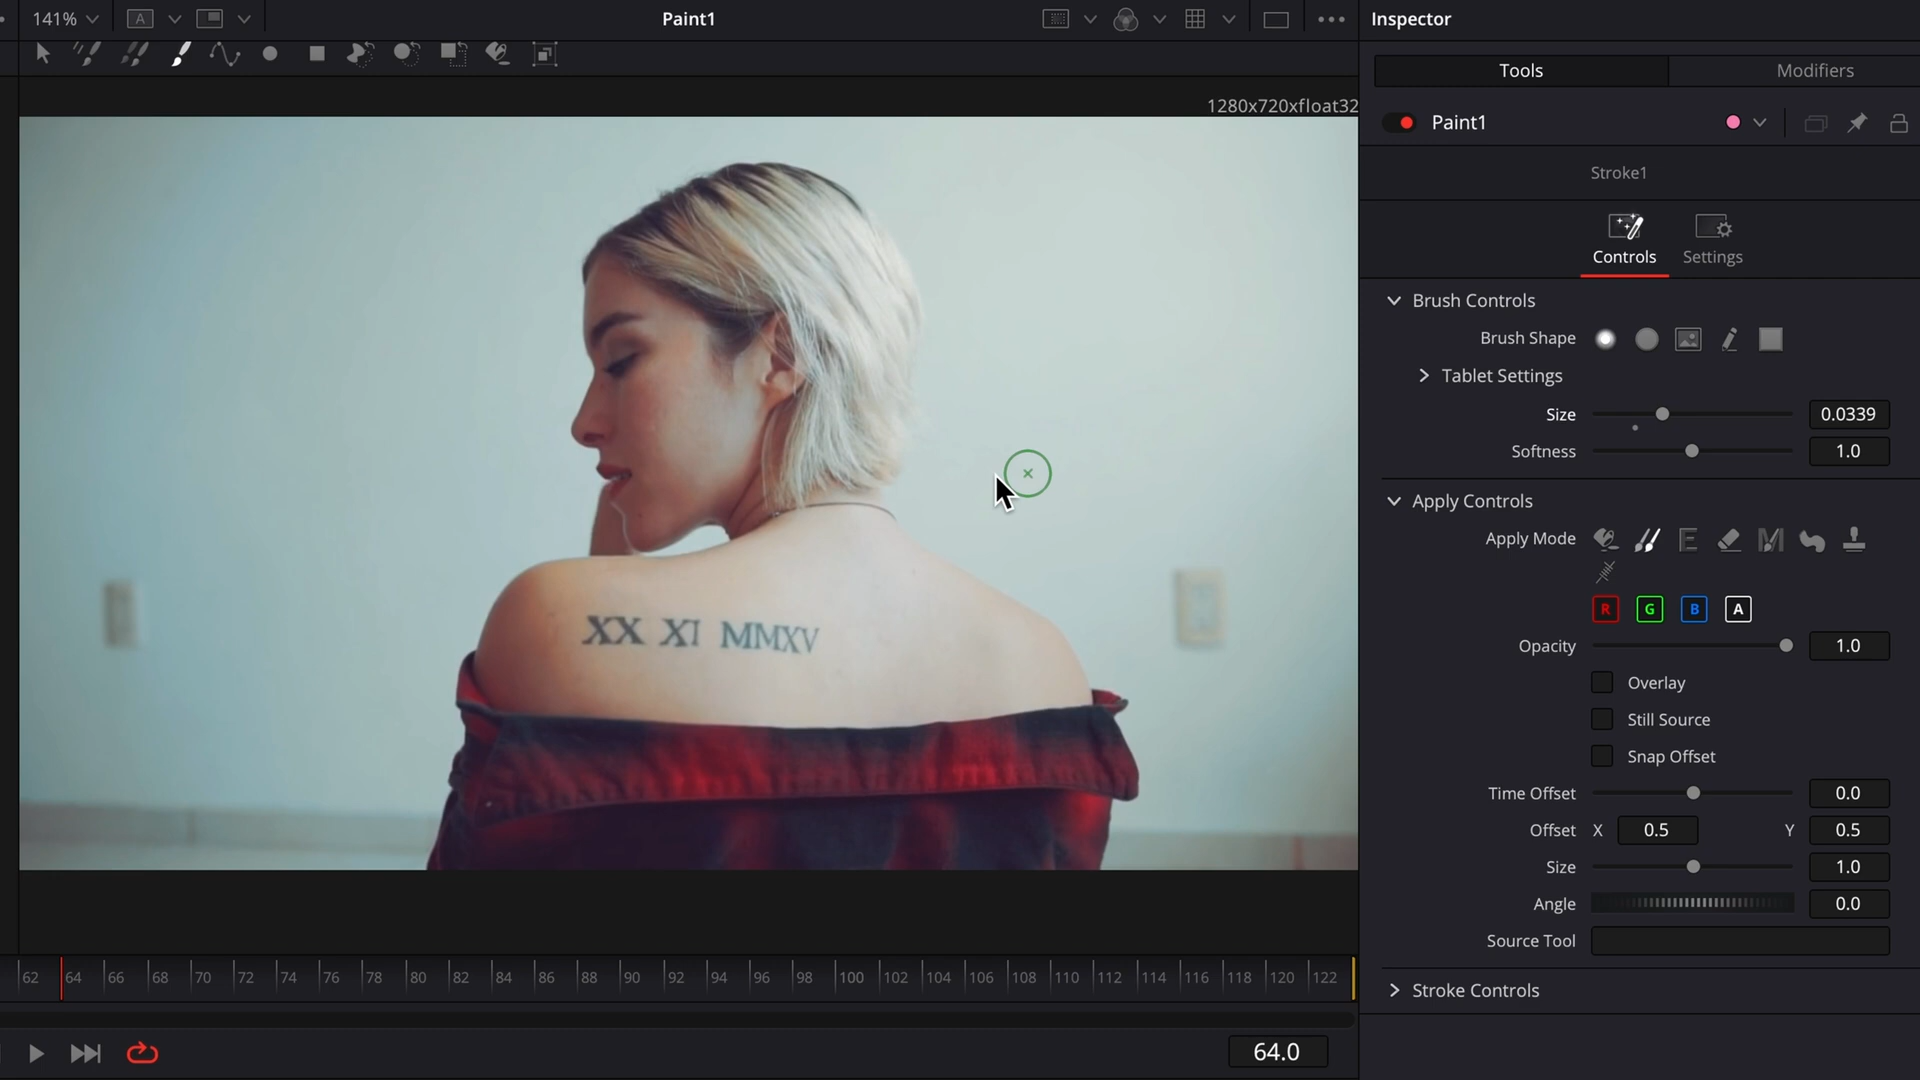 141% A Paint1 Inspector
Tools Modifiers
1280x720xfloat32
Paint1
Stroke1
Controls Settings
Brush Controls
Brush Shape
Tablet Settings
Size 0.0339
Softness 1.0
Apply Controls
Apply Mode E M
R G B A
XX XI MMXV
Opacity 1.0
Overlay
Still Source
Snap Offset
Time Offset 0.0
Offset X 0.5 Y 0.5
Size 1.0
Angle 0.0
Source Tool
62 64 66 68 70 72 74 76 78 80 82 84 86 88 90 92 94 96 98 100 102 104 106 108 110 112 114 116 118 120 122
Stroke Controls
64.0